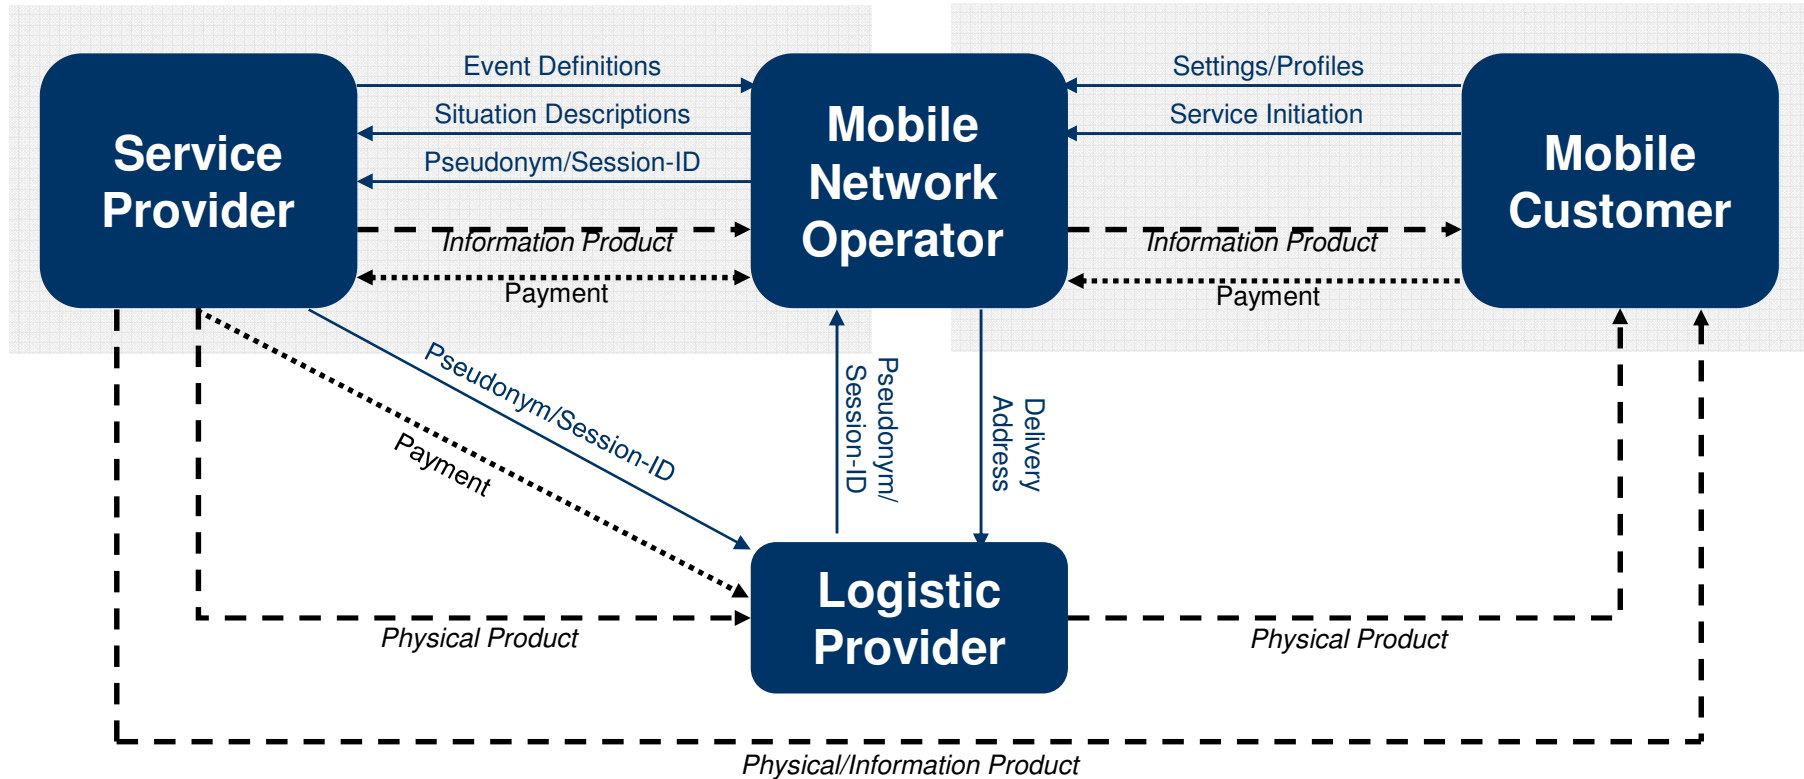 Event Definitions
Situation Descriptions
Pseudonym/Session-ID
Information Product
Payment
Settings/Profiles
Service Initiation
Information Product
Payment
Service
Provider
Mobile
Network
Operator
Mobile
Customer
Pseudonym/Session-ID
Payment
Pseudonym/
Session-ID
Delivery
Address
Logistic
Provider
Physical Product
Physical Product
Physical/Information Product